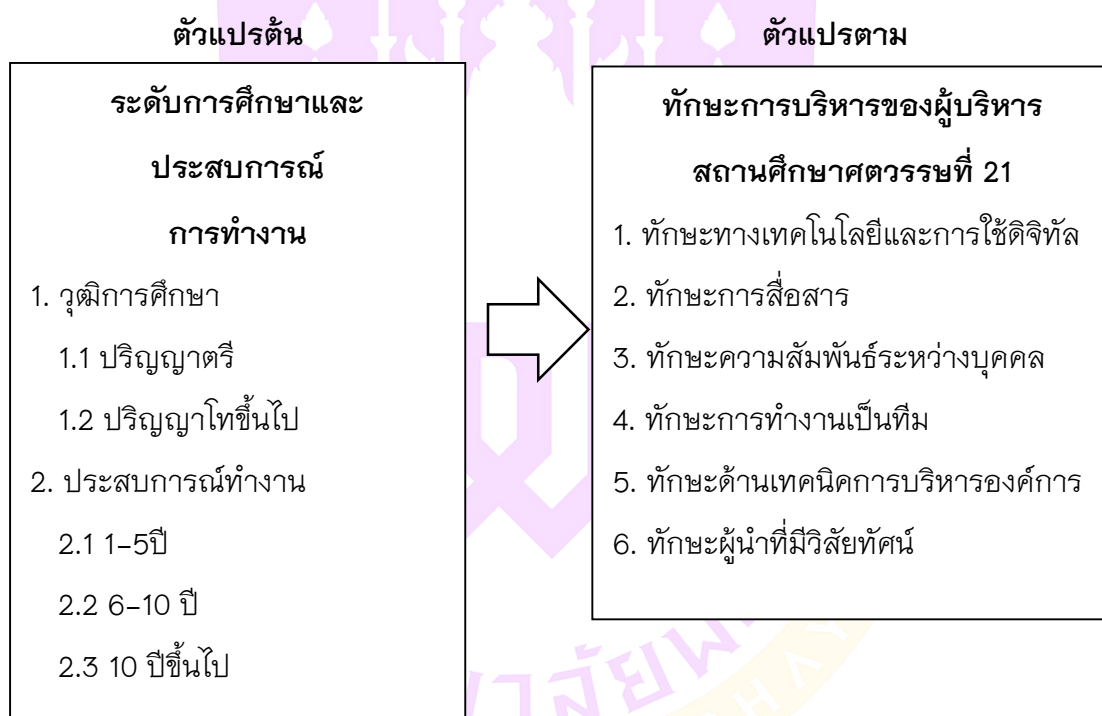 ตัวแปรต้น
ระดับการศึกษาและ
ประสบการณ์
การทำงาน
1. วุฒิการศึกษา
1.1 ปริญญาตรี
1.2 ปริญญาโทขึ้นไป
2. ประสบการณ์ทำงาน
2.1 1–5ปี
2.2 6–10 ปี
2.3 10 ปีขึ้นไป
ตัวแปรตาม
ทักษะการบริหารของผู้บริหาร
สถานศึกษาศตวรรษที่ 21
1. ทักษะทางเทคโนโลยีและการใช้ดิจิทัล
2. ทักษะการสื่อสาร
3. ทักษะความสัมพันธ์ระหว่างบุคคล
4. ทักษะการทำงานเป็นทีม
5. ทักษะด้านเทคนิคการบริหารองค์การ
6. ทักษะผู้นำที่มีวิสัยทัศน์